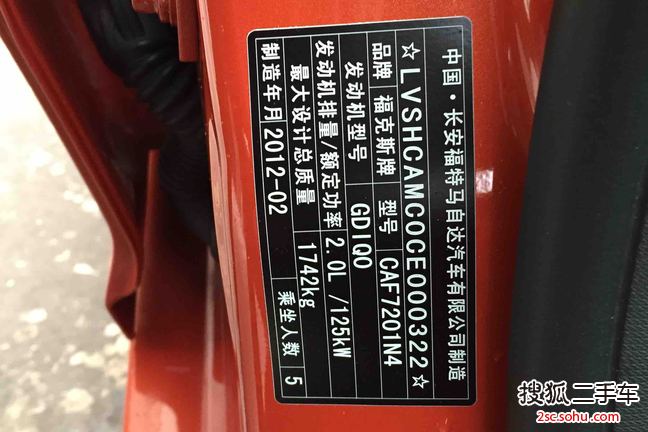 中国·长安福特马自达汽车有限公司制造
☆LVSHCAMC0CE000322☆
品牌 福克斯牌 型号 CAF7201N4
发动机型号 GDIQ0
发动机排量/额定功率 2.0L /125kW
最大设计总质量 1742kg
制造年月 2012-02 乘坐人数 5
搜狐二手车
2sc.sohu.com